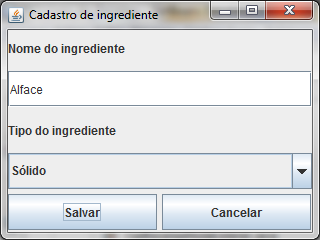 Cadastro de ingrediente
Nome do ingrediente
Alface
Tipo do ingrediente
Sólido
Salvar
Cancelar